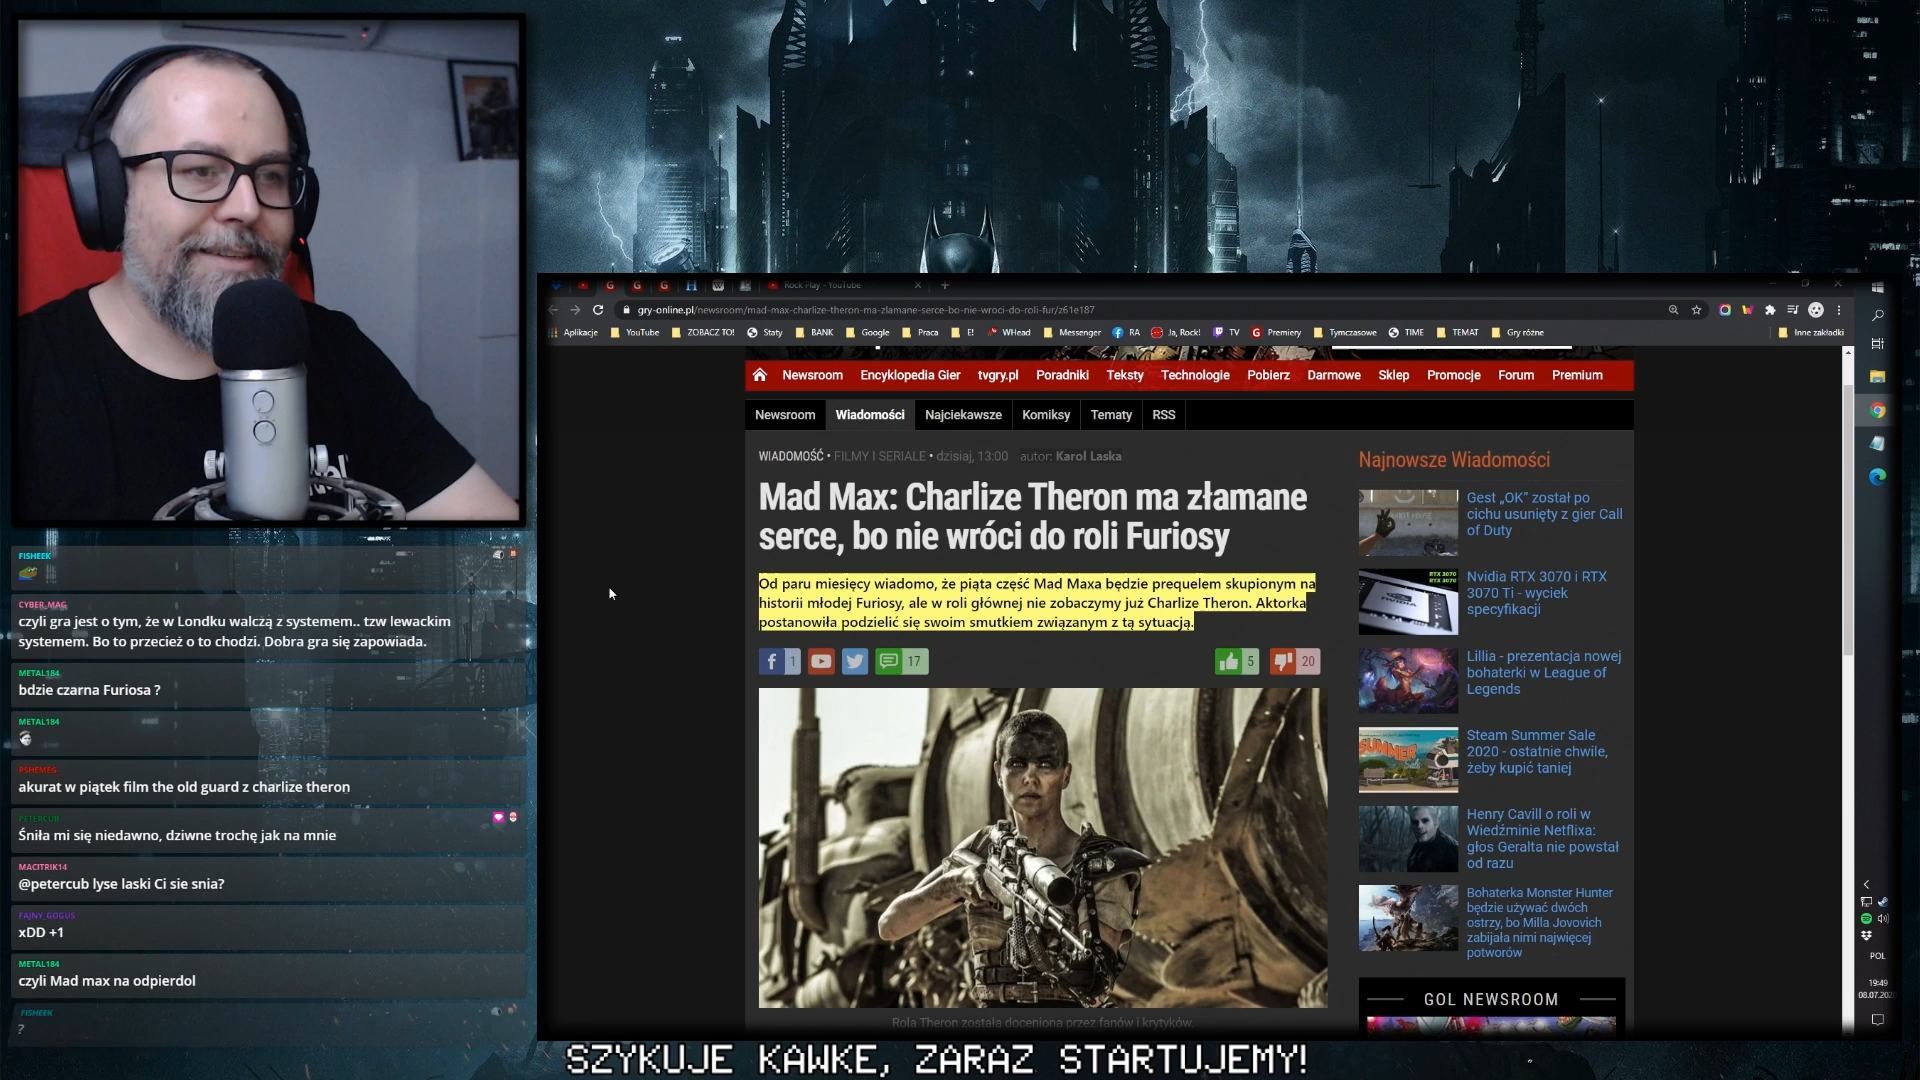 FISHEEK
CYBER_MAG
czyli gra jest o tym, że w Londku walczą z systemem.. tzw lewackim
systemem. Bo to przecież o to chodzi. Dobra gra się zapowiada.
METAL184
bdzie czarna Furiosa ?
METAL184
PSHEMEG
akurat w piątek film the old guard z charlize theron
PETERCUB
Śniła mi się niedawno, dziwne trochę jak na mnie
MACITRIK14
@petercub lyse laski Ci sie snia?
FAJNY_GOGUS
xDD +1
METAL184
czyli Mad max na odpierdol
FISHEEK
?
Rock Play - YouTube
gry-online.pl/newsroom/mad-max-charlize-theron-ma-zlamane-serce-bo-nie-wroci-do-roli-fur/z61e187
Aplikacje YouTube ZOBACZ TO! Staty BANK Google Praca E! WHead Messenger RA Ja, Rock! TV Premiery Tymczasowe TIME TEMAT Gry różne Inne zakładki
Newsroom Encyklopedia Gier tvgry.pl Poradniki Teksty Technologie Pobierz Darmowe Sklep Promocje Forum Premium
Newsroom Wiadomości Najciekawsze Komiksy Tematy RSS
WIADOMOŚĆ • FILMY I SERIALE • dzisiaj, 13:00 autor: Karol Laska
Mad Max: Charlize Theron ma złamane
serce, bo nie wróci do roli Furiosy
Od paru miesięcy wiadomo, że piąta część Mad Maxa będzie prequelem skupionym na
historii młodej Furiosy, ale w roli głównej nie zobaczymy już Charlize Theron. Aktorka
postanowiła podzielić się swoim smutkiem związanym z tą sytuacją.
1 17 5 20
Rola Theron została doceniona przez fanów i krytyków.
Najnowsze Wiadomości
Gest „OK” został po
cichu usunięty z gier Call
of Duty
RTX 3070
RTX 3070
Nvidia RTX 3070 i RTX
3070 Ti - wyciek
specyfikacji
Lillia - prezentacja nowej
bohaterki w League of
Legends
SUMMER
Steam Summer Sale
2020 - ostatnie chwile,
żeby kupić taniej
Henry Cavill o roli w
Wiedźminie Netflixa:
głos Geralta nie powstał
od razu
Bohaterka Monster Hunter
będzie używać dwóch
ostrzy, bo Milla Jovovich
zabijała nimi najwięcej
potworów
GOL NEWSROOM
POL
19:49
SZYKUJE KAWKE, ZARAZ STARTUJEMY!